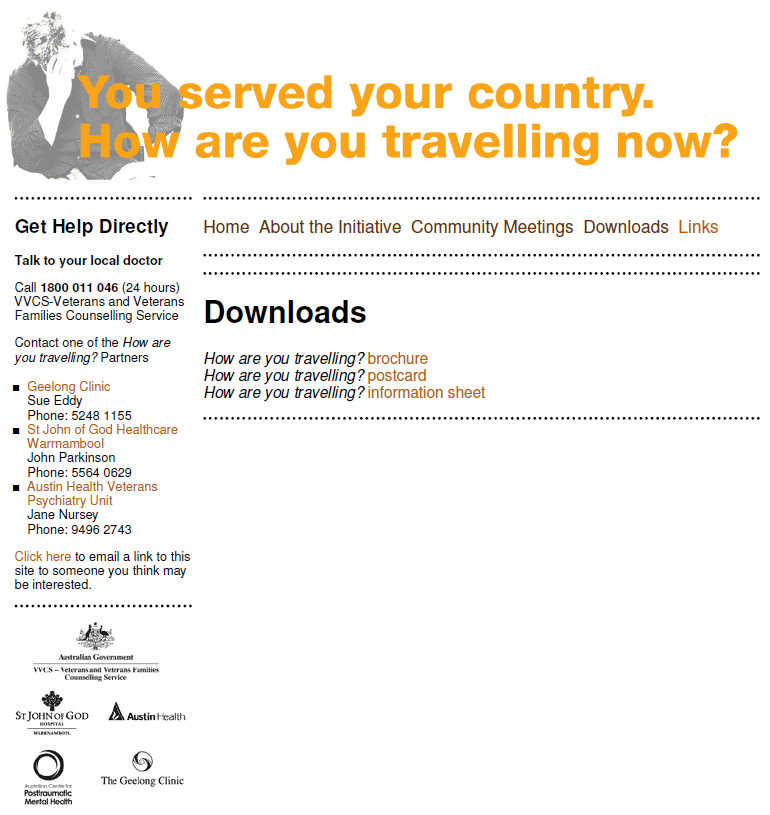 You served your country.
How are you travelling now?
Get Help Directly
Talk to your local doctor
Call 1800 011 046 (24 hours)
VVCS-Veterans and Veterans
Families Counselling Service
Contact one of the How are
you travelling? Partners
Geelong Clinic
Sue Eddy
Phone: 5248 1155
St John of God Healthcare
Warrnambool
John Parkinson
Phone: 5564 0629
Austin Health Veterans
Psychiatry Unit
Jane Nursey
Phone: 9496 2743
Click here to email a link to this
site to someone you think may
be interested.
Australian Government
VVCS – Veterans and Veterans Families
Counselling Service
ST JOHN OF GOD
HOSPITAL
WARRNAMBOOL
Austin Health
Australian Centre for
Posttraumatic
Mental Health
The Geelong Clinic
Home About the Initiative Community Meetings Downloads Links
Downloads
How are you travelling? brochure
How are you travelling? postcard
How are you travelling? information sheet